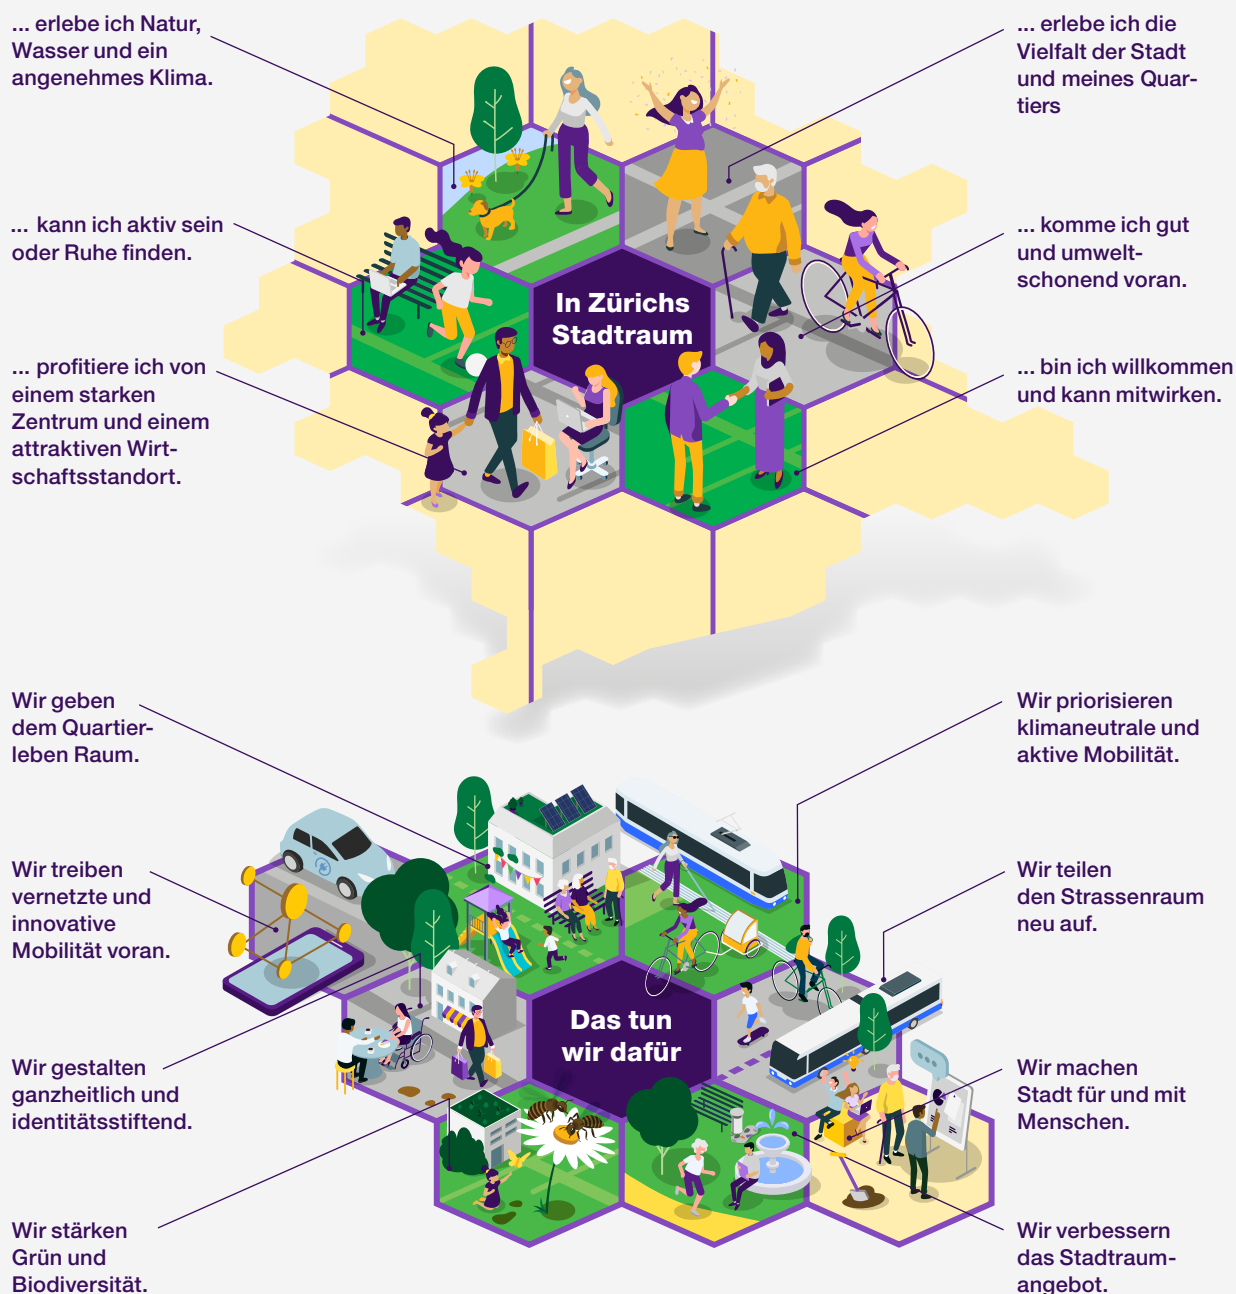 ... erlebe ich Natur,
Wasser und ein
angenehmes Klima.
... erlebe ich die
Vielfalt der Stadt
und meines Quar-
tiers
... kann ich aktiv sein
oder Ruhe finden.
... komme ich gut
und umwelt-
schonend voran.
In Zürichs
Stadtraum
... profitiere ich von
einem starken
Zentrum und einem
attraktiven Wirt-
schaftsstandort.
... bin ich willkommen
und kann mitwirken.
Wir geben
dem Quartier-
leben Raum.
Wir priorisieren
klimaneutrale und
aktive Mobilität.
Wir treiben
vernetzte und
innovative
Mobilität voran.
Wir teilen
den Strassenraum
neu auf.
Das tun
wir dafür
Wir gestalten
ganzheitlich und
identitätsstiftend.
Wir machen
Stadt für und mit
Menschen.
Wir stärken
Grün und
Biodiversität.
Wir verbessern
das Stadtraum-
angebot.